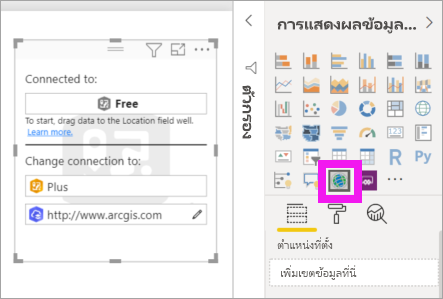 Connected to:
Free
To start, drag data to the Location field well.
Learn more.
Change connection to:
Plus
http://www.arcgis.com
ตัวกรอง
การแสดงผลข้อมูล...
R
Py
ตำแหน่งที่ตั้ง
เพิ่มเขตข้อมูลที่นี่